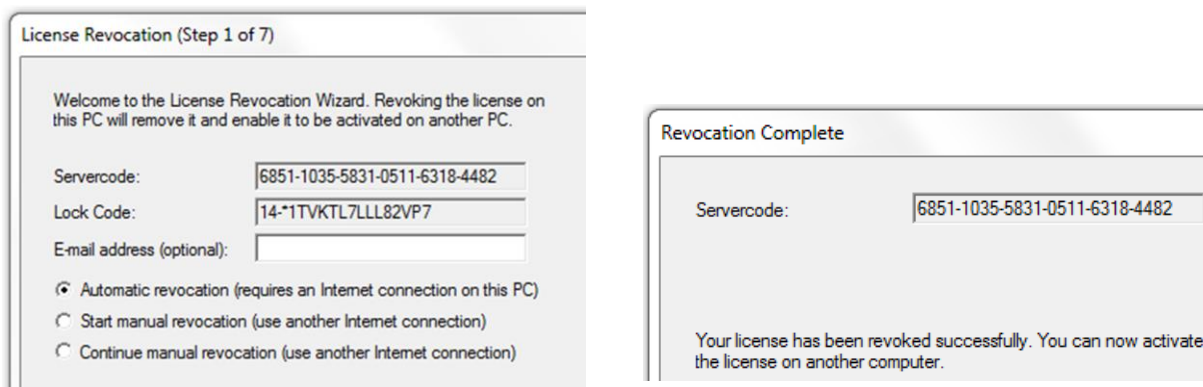 License Revocation (Step 1 of 7)
Welcome to the License Revocation Wizard. Revoking the license on
this PC will remove it and enable it to be activated on another PC.
Servercode: 6851-1035-5831-0511-6318-4482
Lock Code: 14-*1TVKTL7LLL82VP7
E-mail address (optional):
Automatic revocation (requires an Internet connection on this PC)
Start manual revocation (use another Internet connection)
Continue manual revocation (use another Internet connection)
Revocation Complete
Servercode: 6851-1035-5831-0511-6318-4482
Your license has been revoked successfully. You can now activate
the license on another computer.